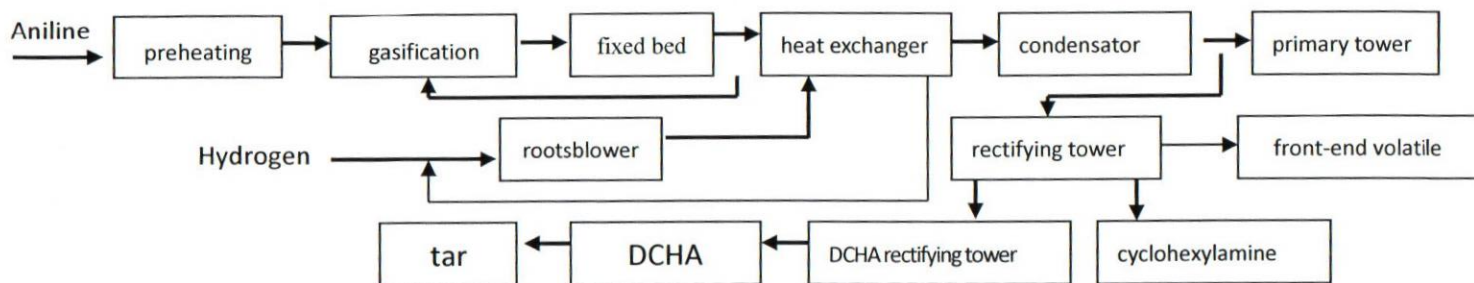 Aniline
preheating
gasification
fixed bed
heat exchanger
condensator
primary tower
Hydrogen
rootsblower
rectifying tower
front-end volatile
tar
DCHA
DCHA rectifying tower
cyclohexylamine